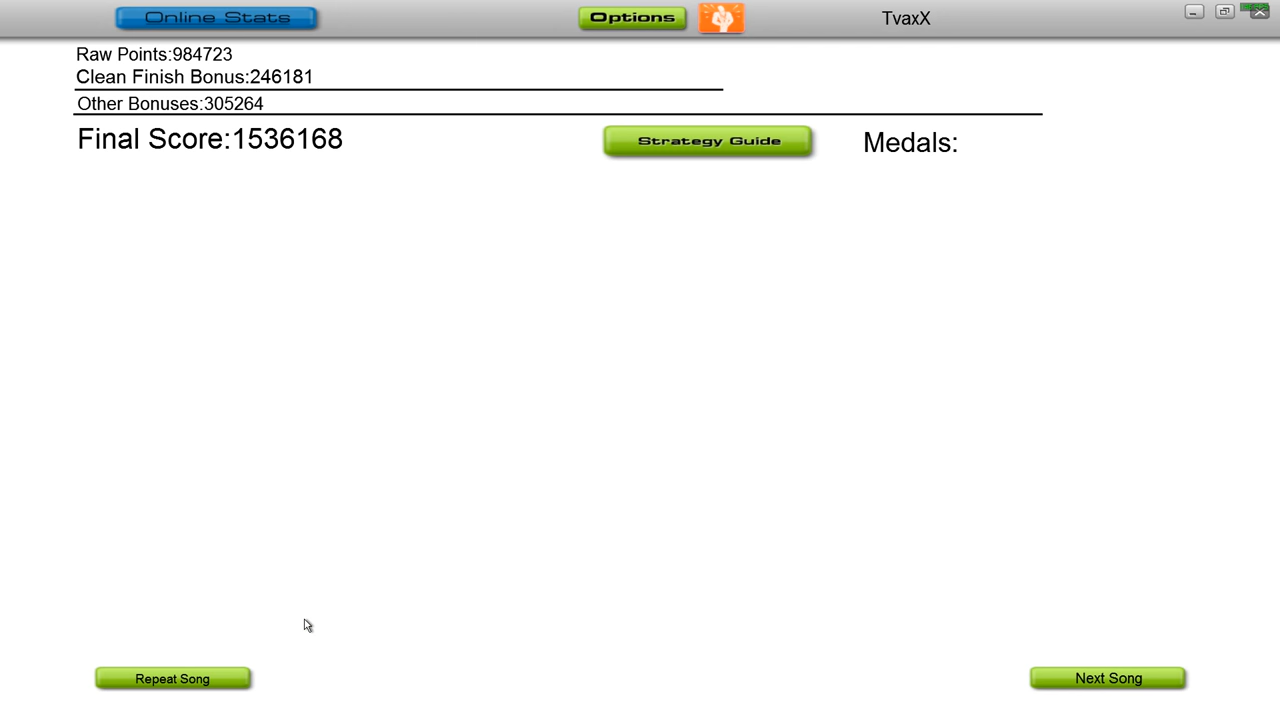 Online Stats
Options
TvaxX
Raw Points:984723
Clean Finish Bonus:246181
Other Bonuses:305264
Final Score:1536168
Strategy Guide
Medals:
Repeat Song
Next Song